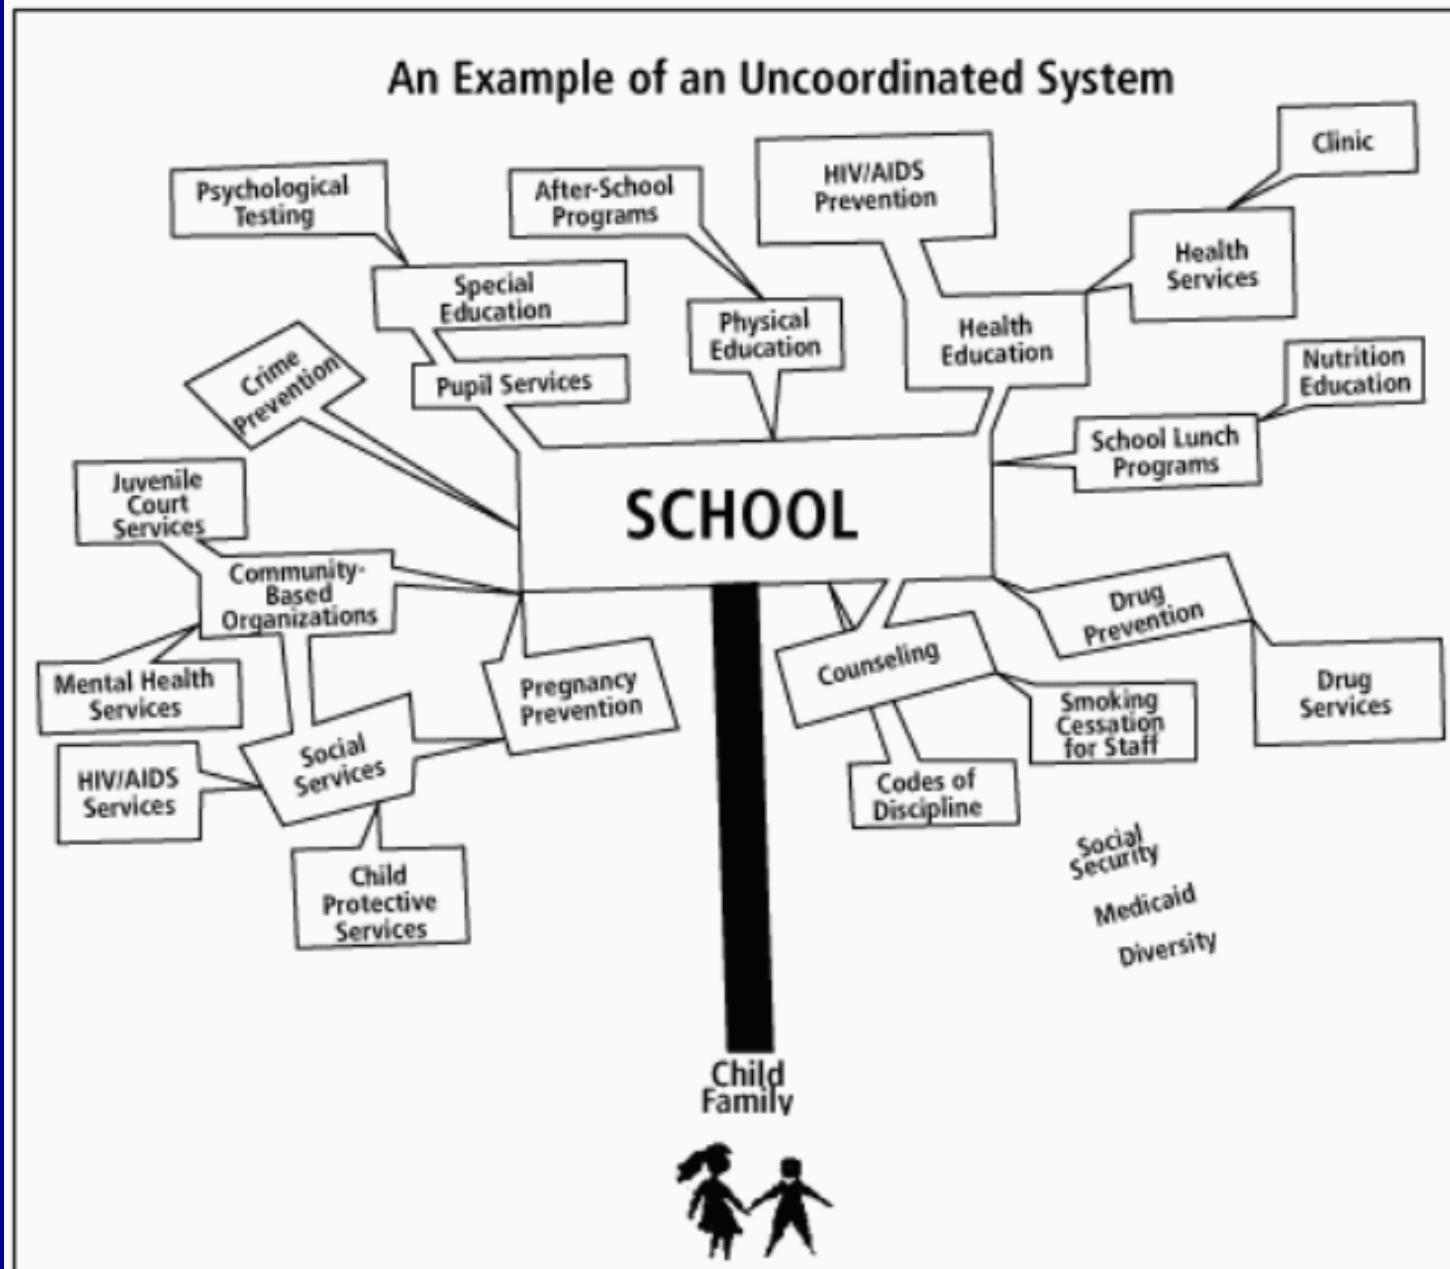 An Example of an Uncoordinated System
Psychological
Testing
After-School
Programs
HIV/AIDS
Prevention
Clinic
Special
Education
Physical
Education
Health
Education
Health
Services
Crime
Prevention
Pupil Services
Nutrition
Education
School Lunch
Programs
Juvenile
Court
Services
SCHOOL
Community-
Based
Organizations
Drug
Prevention
Mental Health
Services
Pregnancy
Prevention
Counseling
Smoking
Cessation
for Staff
Drug
Services
HIV/AIDS
Services
Social
Services
Codes of
Discipline
Child
Protective
Services
Social
Security
Medicaid
Diversity
Child
Family